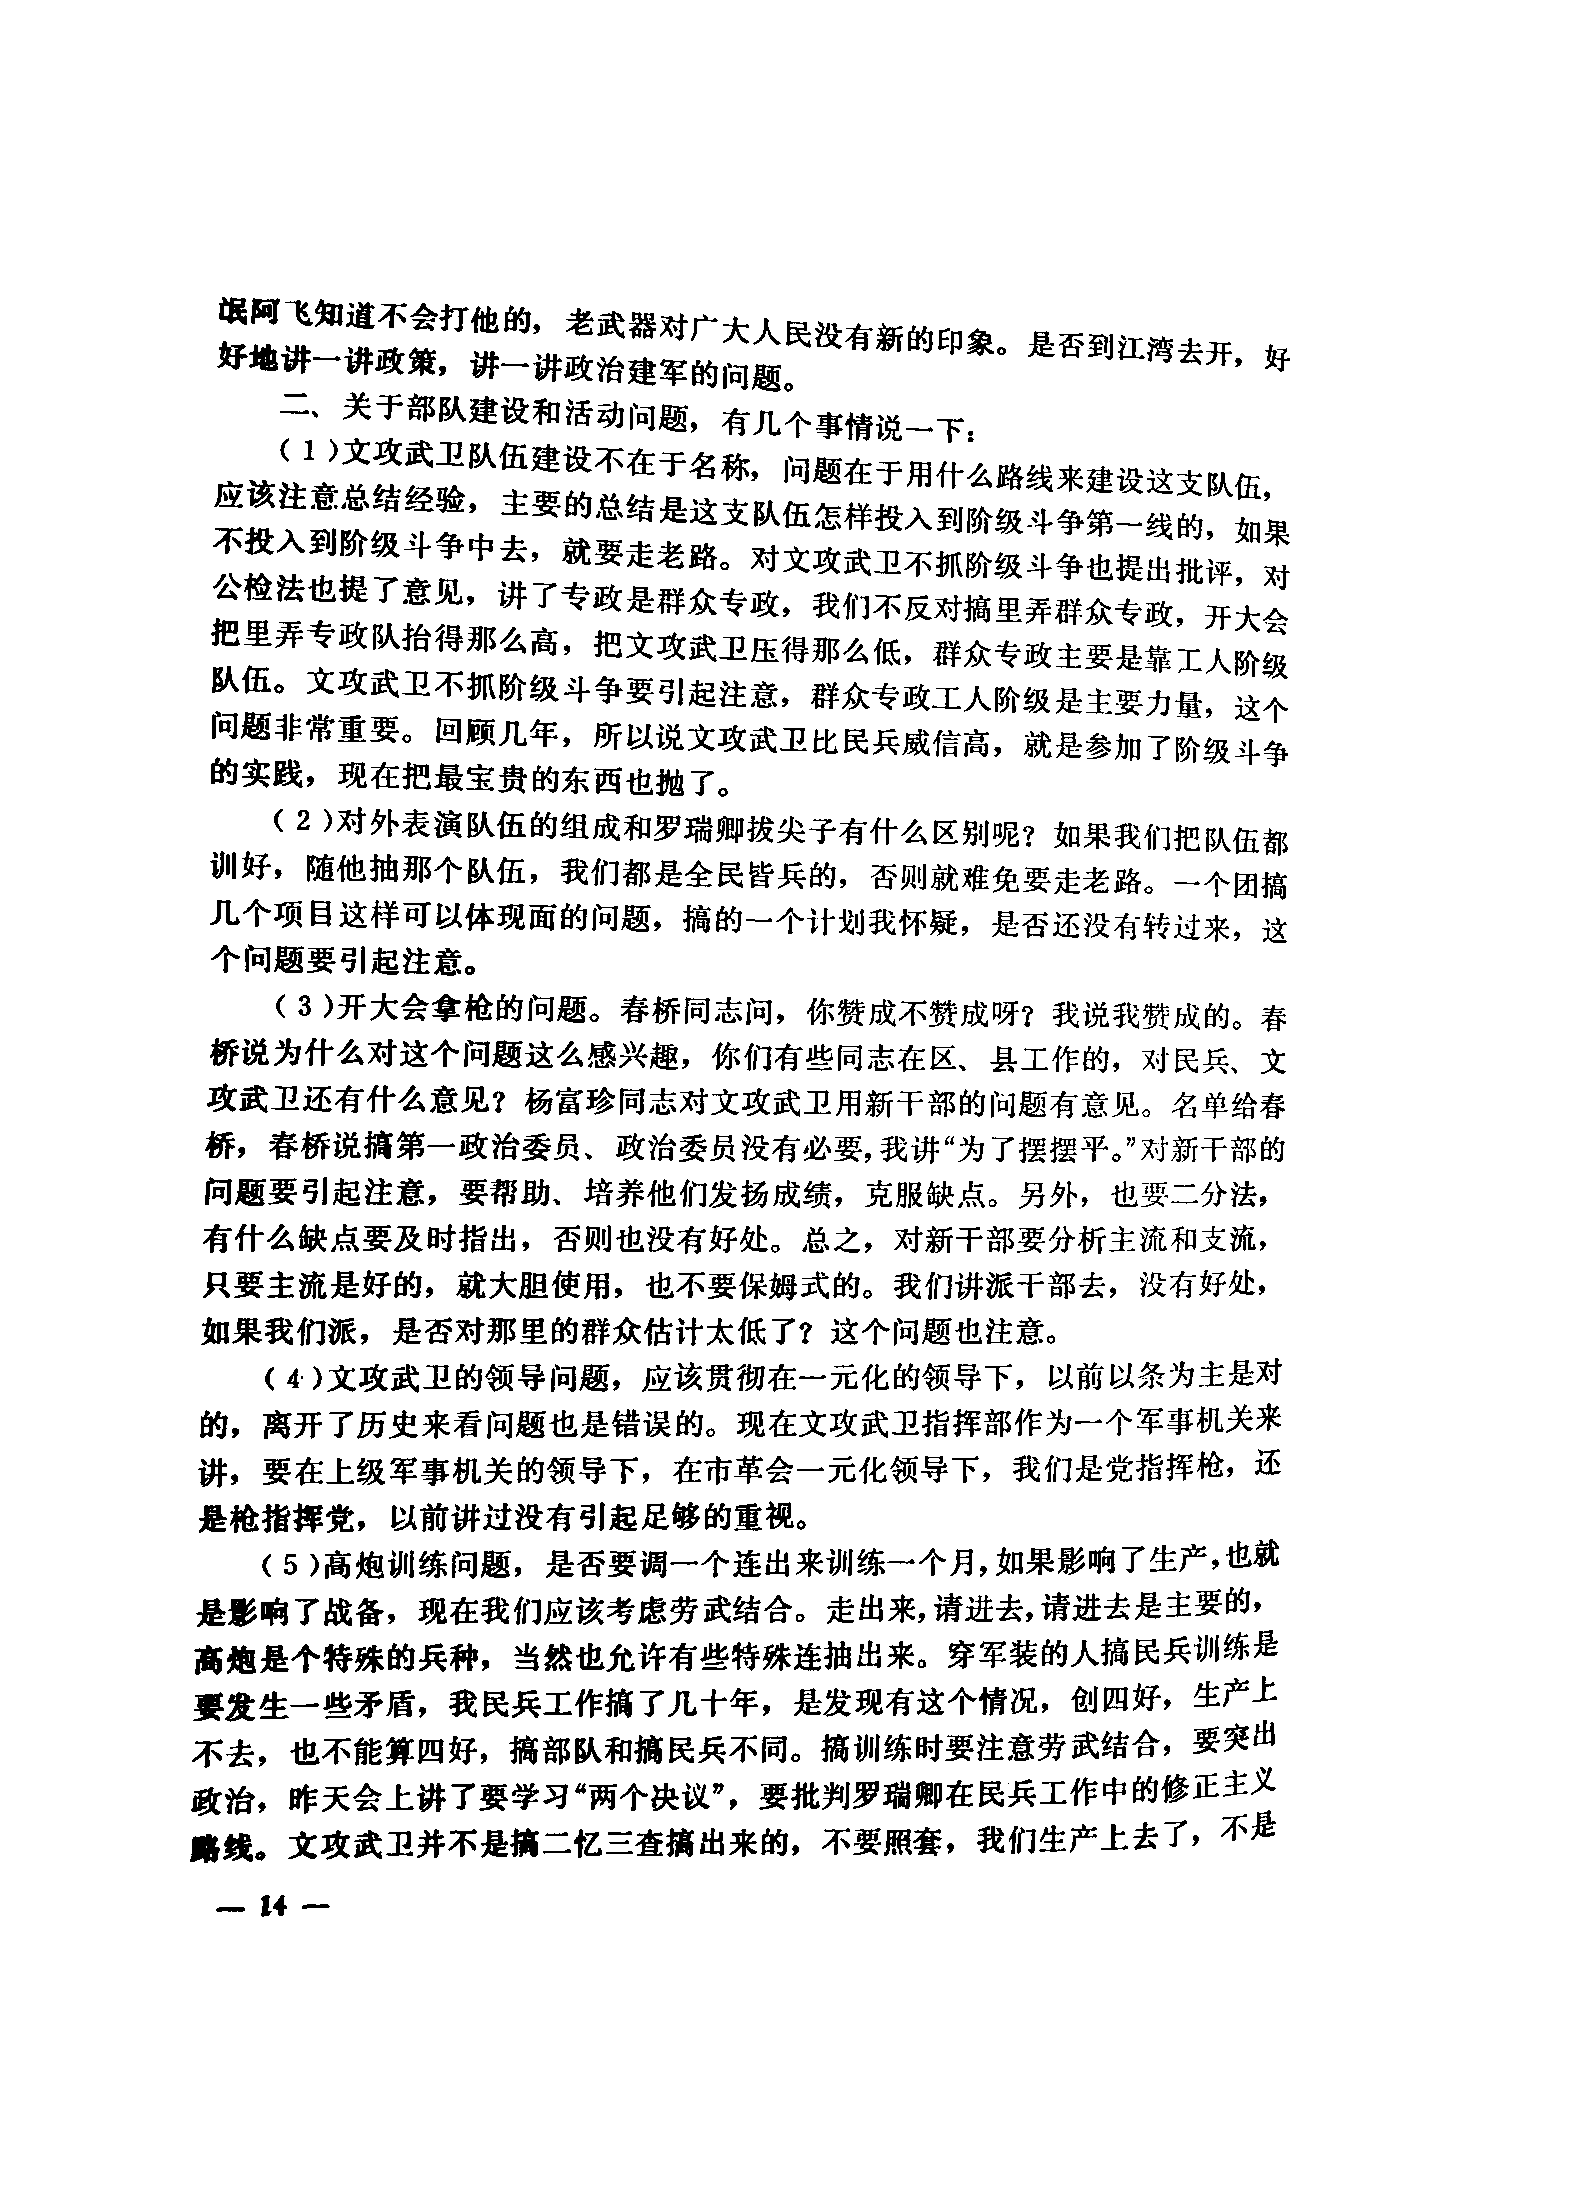 氓阿飞知道不会打他的，老武器对广大人民没有新的印象。是否到江湾去开，好
好地讲一讲政策，讲一讲政治建军的问题。
二、关于部队建设和活动问题，有几个事情说一下：
（1）文攻武卫队伍建设不在于名称，问题在于用什么路线来建设这支队伍，
应该注意总结经验，主要的总结是这支队伍怎样投入到阶级斗争第一线的，如果
不投入到阶级斗争中去，就要走老路。对文攻武卫不抓阶级斗争也提出批评，对
公检法也提了意见，讲了专政是群众专政，我们不反对搞里弄群众专政，开大会
把里弄专政队抬得那么高，把文攻武卫压得那么低，群众专政主要是靠工人阶级
队伍。文攻武卫不抓阶级斗争要引起注意，群众专政工人阶级是主要力量，这个
问题非常重要。回顾几年，所以说文攻武卫比民兵威信高，就是参加了阶级斗争
的实践，现在把最宝贵的东西也抛了。
（2）对外表演队伍的组成和罗瑞卿拔尖子有什么区别呢？如果我们把队伍都
训好，随他抽那个队伍，我们都是全民皆兵的，否则就难免要走老路。一个团搞
几个项目这样可以体现面的问题，搞的一个计划我怀疑，是否还没有转过来，这
个问题要引起注意。
（3）开大会拿枪的问题。春桥同志问，你赞成不赞成呀？我说我赞成的。春
桥说为什么对这个问题这么感兴趣，你们有些同志在区、县工作的，对民兵、文
攻武卫还有什么意见？杨富珍同志对文攻武卫用新干部的问题有意见。名单给春
桥，春桥说搞第一政治委员、政治委员没有必要，我讲“为了摆摆平。”对新干部的
问题要引起注意，要帮助、培养他们发扬成绩，克服缺点。另外，也要二分法，
有什么缺点要及时指出，否则也没有好处。总之，对新干部要分析主流和支流，
只要主流是好的，就大胆使用，也不要保姆式的。我们讲派干部去，没有好处，
如果我们派，是否对那里的群众估计太低了？这个问题也注意。
（4）文攻武卫的领导问题，应该贯彻在一元化的领导下，以前以条为主是对
的，离开了历史来看问题也是错误的。现在文攻武卫指挥部作为一个军事机关来
讲，要在上级军事机关的领导下，在市革会一元化领导下，我们是党指挥枪，还
是枪指挥党，以前讲过没有引起足够的重视。
（5）高炮训练问题，是否要调一个连出来训练一个月，如果影响了生产，也就
是影响了战备，现在我们应该考虑劳武结合。走出来，请进去，请进去是主要的，
高炮是个特殊的兵种，当然也允许有些特殊连抽出来。穿军装的人搞民兵训练是
要发生一些矛盾，我民兵工作搞了几十年，是发现有这个情况，创四好，生产上
不去，也不能算四好，搞部队和搞民兵不同。搞训练时要注意劳武结合，要突出
政治，昨天会上讲了要学习“两个决议”，要批判罗瑞卿在民兵工作中的修正主义
路线。文攻武卫并不是搞二忆三查搞出来的，不要照套，我们生产上去了，不是
— 14 —